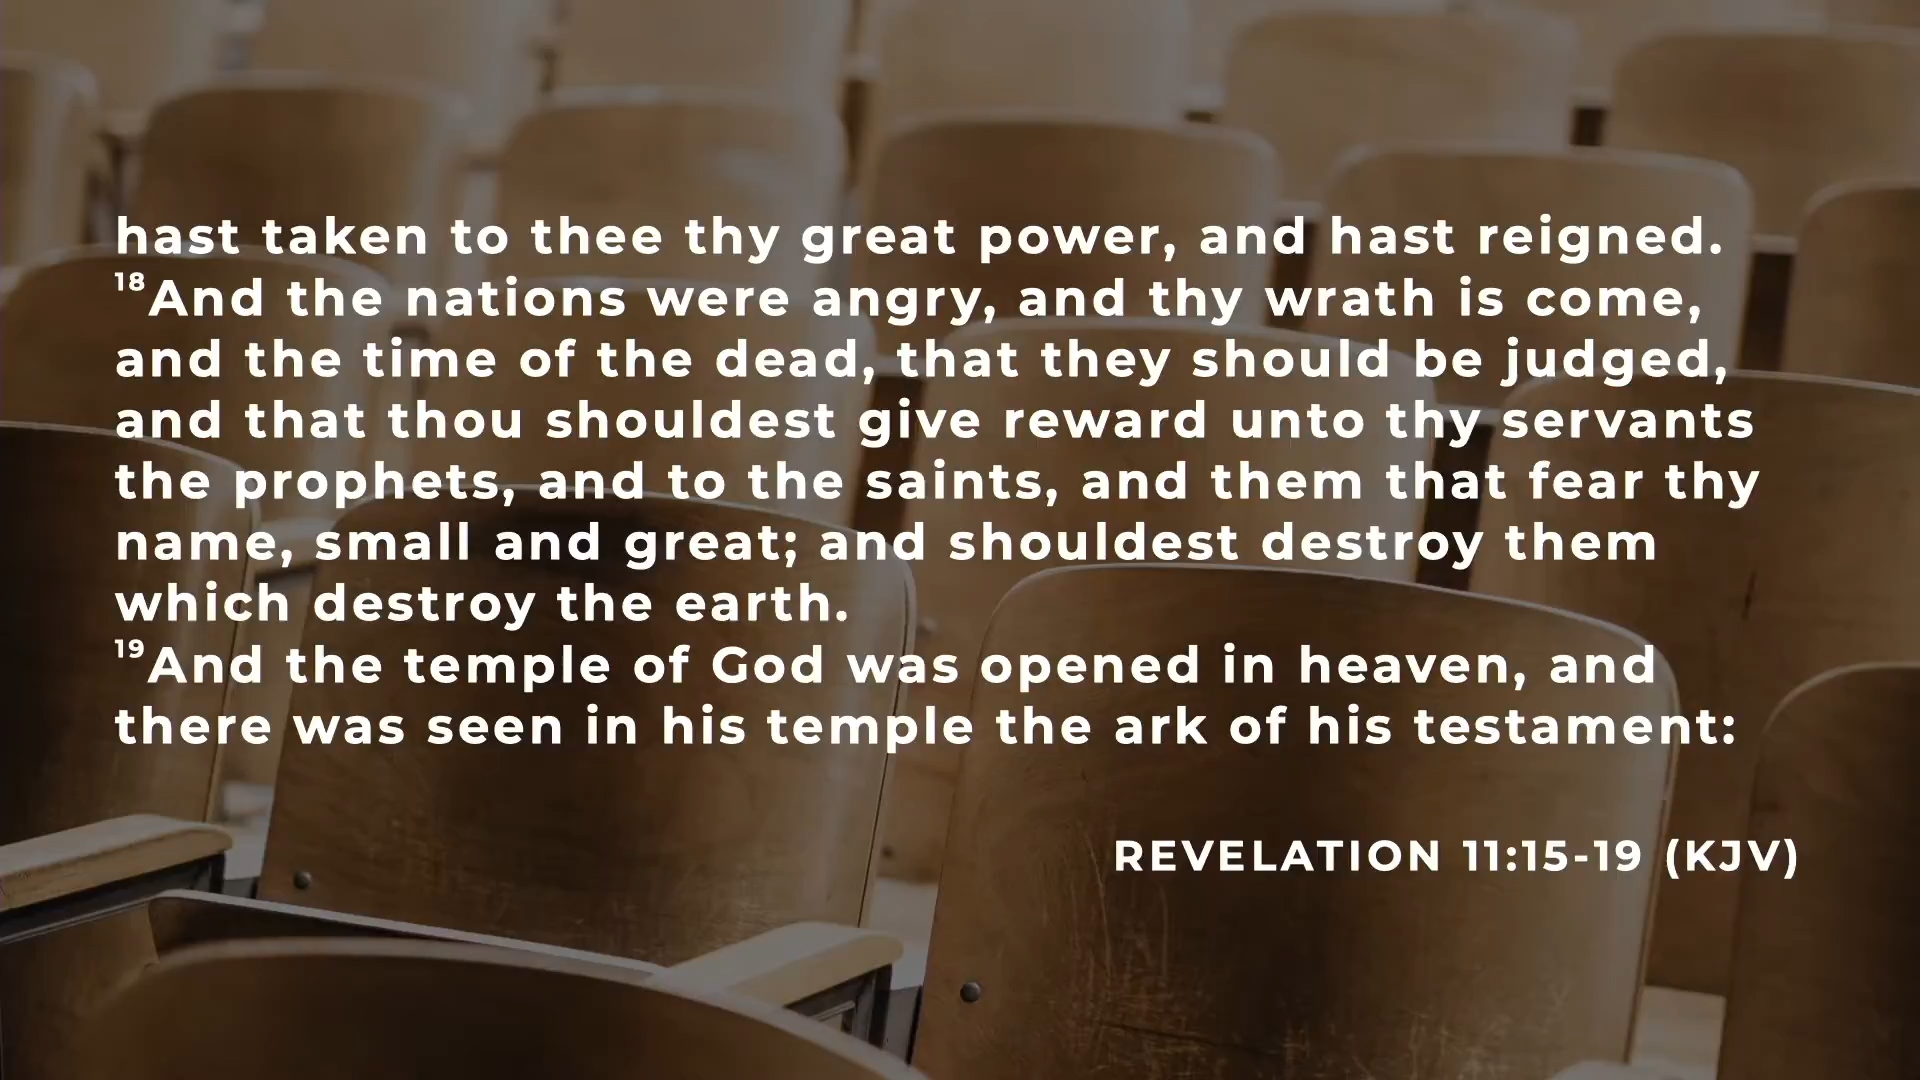 hast taken to thee thy great power, and hast reigned.
18And the nations were angry, and thy wrath is come,
and the time of the dead, that they should be judged,
and that thou shouldest give reward unto thy servants
the prophets, and to the saints, and them that fear thy
name, small and great; and shouldest destroy them
which destroy the earth.
19And the temple of God was opened in heaven, and
there was seen in his temple the ark of his testament:
REVELATION 11:15-19 (KJV)